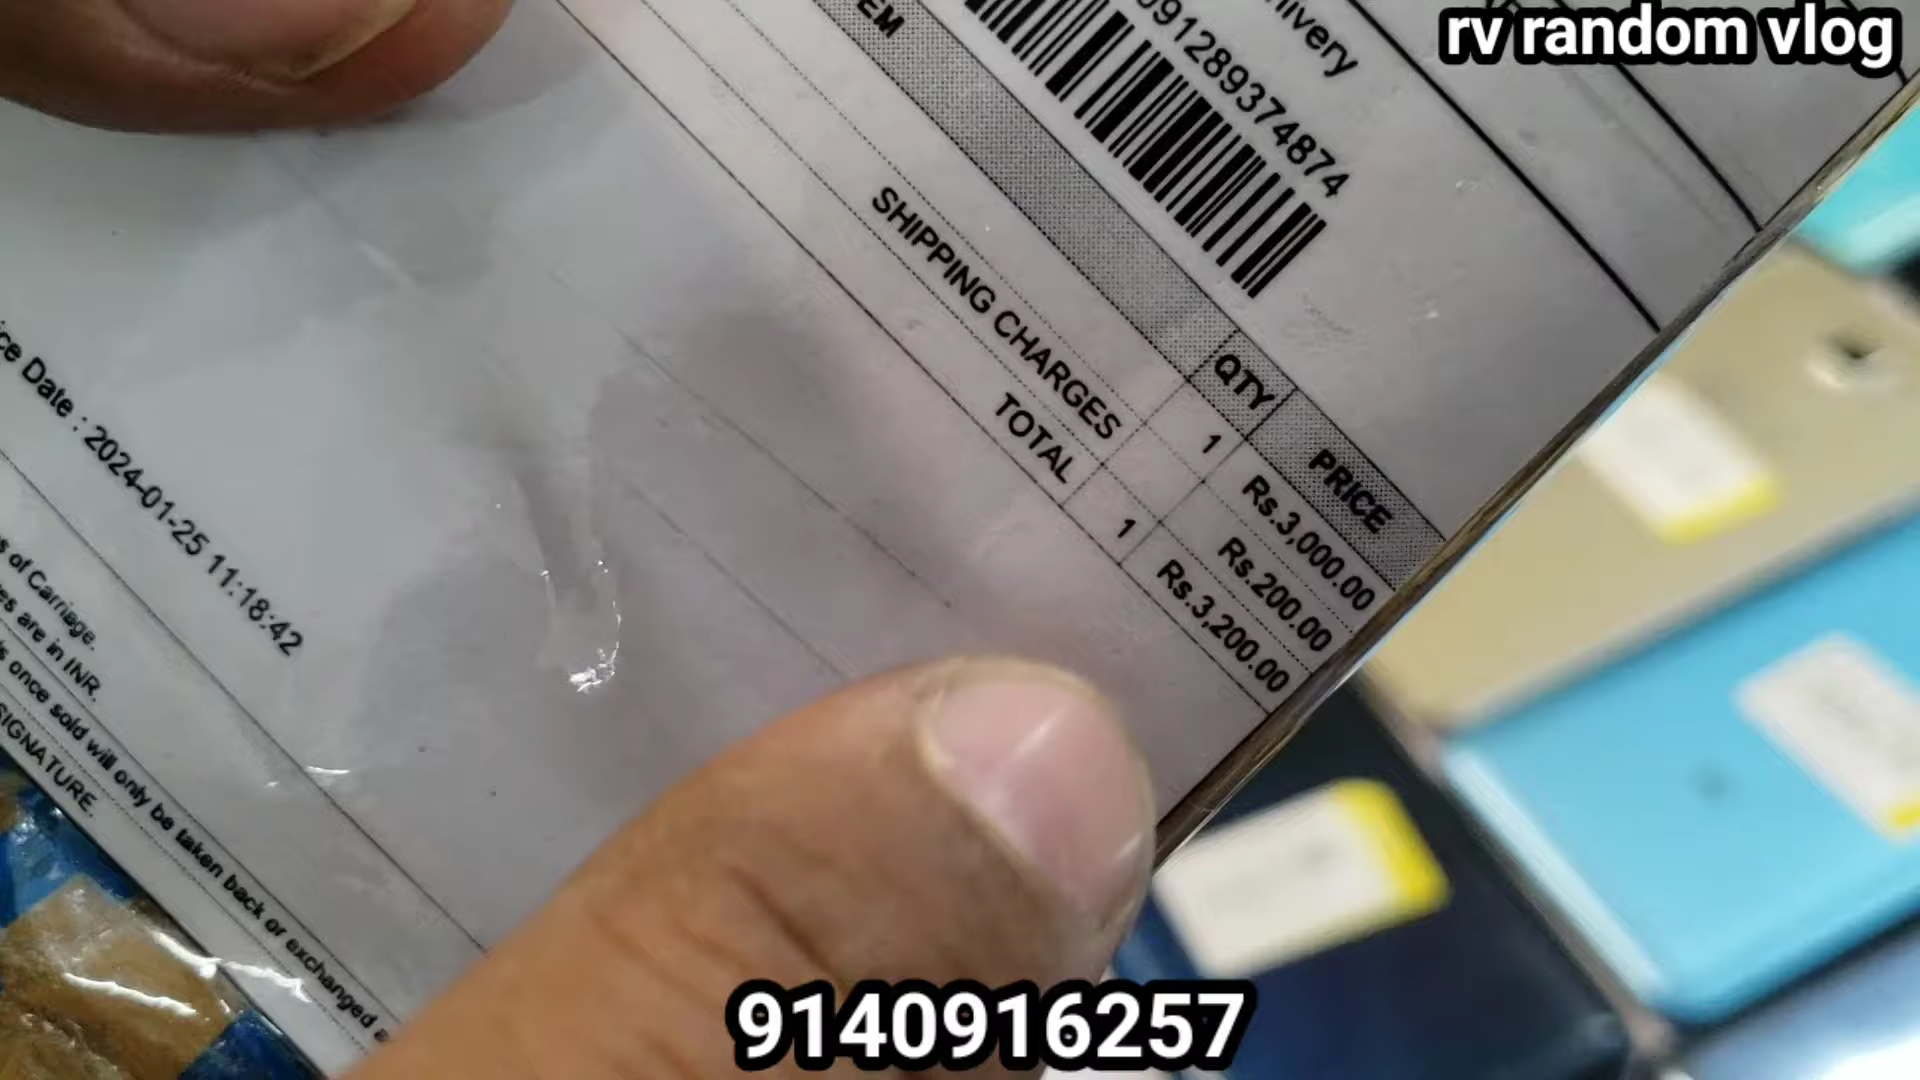 rv random vlog
livery
0912893744874
EM QTY PRICE
1 Rs.3,000.00
SHIPPING CHARGES Rs.200.00
TOTAL 1 Rs.3,200.00
ce Date : 2024-01-25 11:18:42
s of Carriage.
es are in INR.
s once sold will only be taken back or exchanged
SIGNATURE.
9140916257